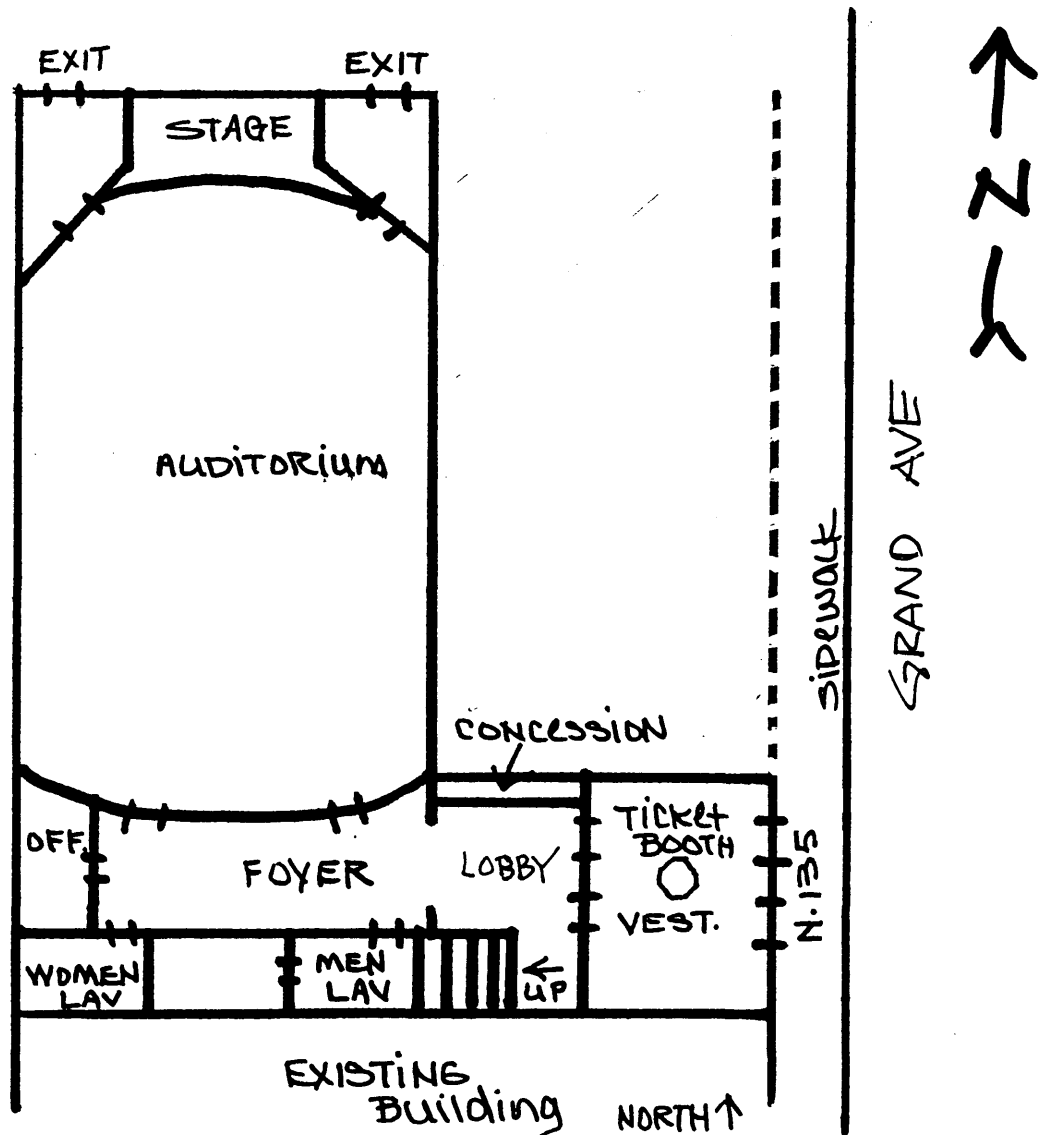 EXIT
EXIT
STAGE
N
AUDITORIUM
GRAND AVE
SIDEWALK
CONCESSION
TICKET
BOOTH
OFF.
FOYER
LOBBY
N. 135
VEST.
WOMEN
LAV
MEN
LAV
UP
EXISTING
Building
NORTH